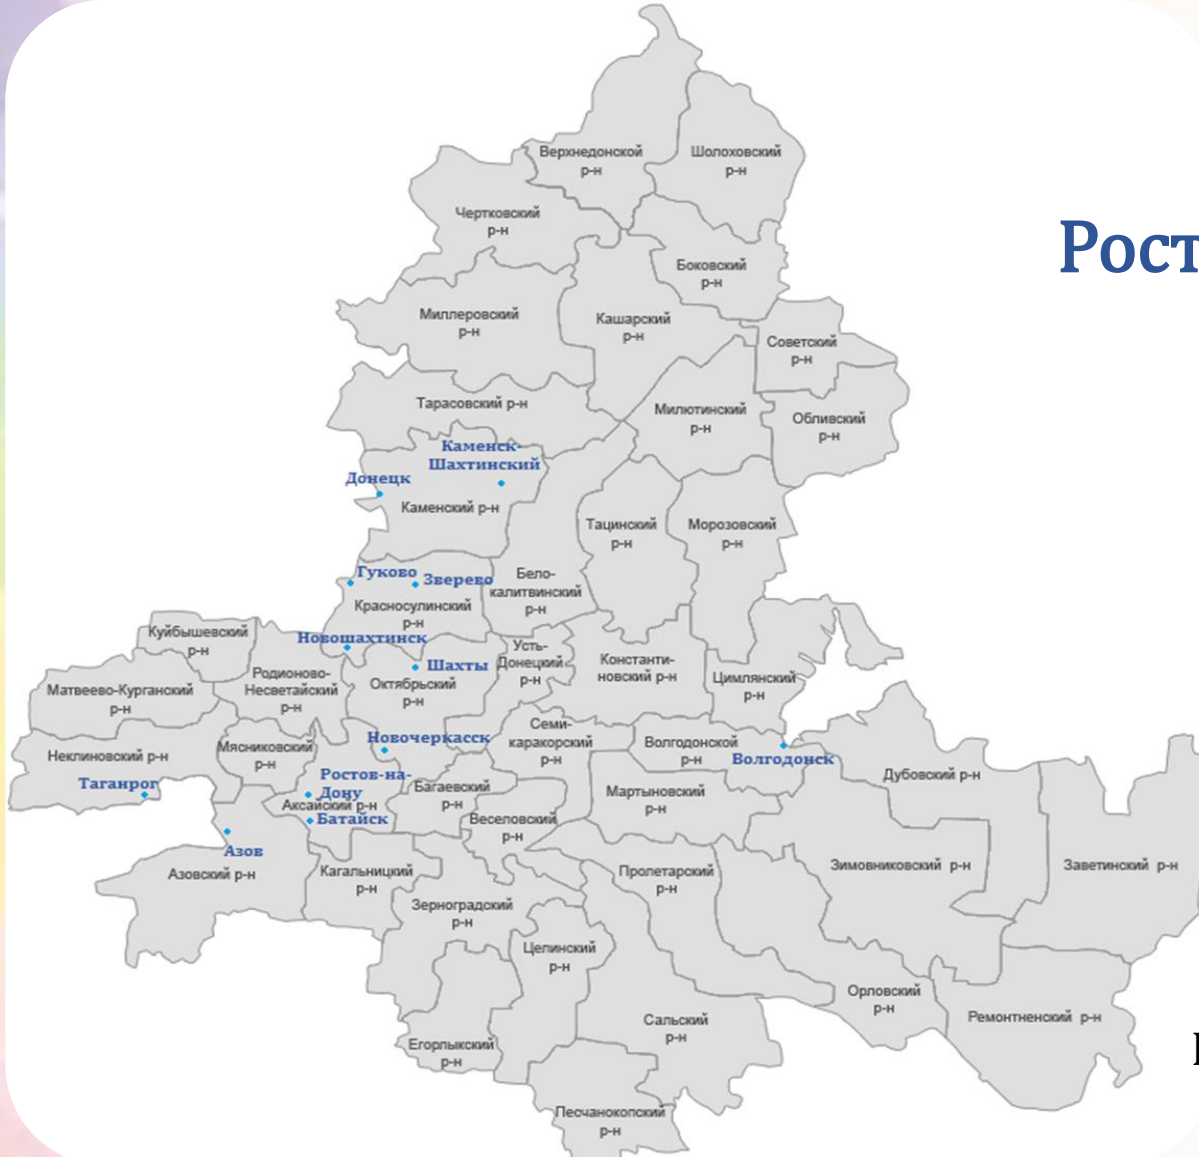 Верхнедонской
р-н
Шолоховский
р-н
Чертковский
р-н
Рост
Боковский
р-н
Миллеровский
р-н
Кашарский
р-н
Советский
р-н
Тарасовский р-н
Милютинский
р-н
Обливский
р-н
Каменск-
Шахтинский
Донецк
Каменский р-н
Тацинский
р-н
Морозовский
р-н
Гуково
Зверево
Бело-
калитвинский
р-н
Красносулинский
р-н
Куйбышевский
р-н
Новошахтинск
Усть-
Донецкий
р-н
Родионово-
Несветайский
р-н
Шахты
Октябрьский
р-н
Константи-
новский р-н
Цимлянский
р-н
Матвеево-Курганский
р-н
Семи-
каракорский
р-н
Новочеркасск
Волгодонской
р-н
Волгодонск
Мясниковский
р-н
Неклиновский р-н
Таганрог
Ростов-на-
Дону
Аксайский р-н
Батайск
Багаевский
р-н
Веселовский
р-н
Мартыновский
р-н
Дубовский р-н
Азов
Азовский р-н
Кагальницкий
р-н
Пролетарский
р-н
Зимовниковский р-н
Заветинский р-н
Зерноградский
р-н
Целинский
р-н
Орловский
р-н
Сальский
р-н
Ремонтненский р-н
Егорлыкский
р-н
Песчанокопский
р-н